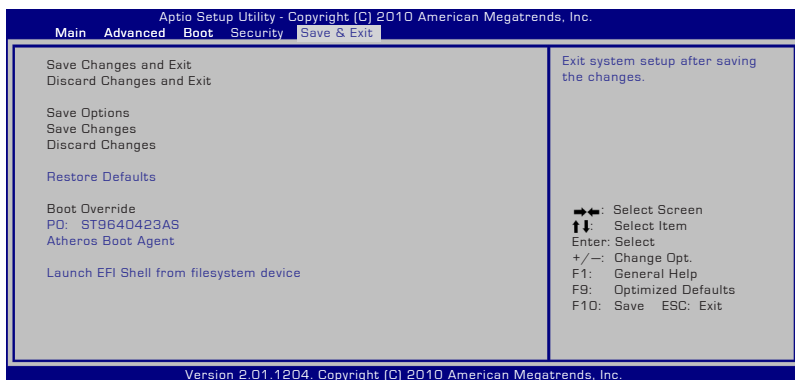 Aptio Setup Utility - Copyright (C) 2010 American Megatrends, Inc.
Main Advanced Boot Security Save & Exit
Save Changes and Exit
Discard Changes and Exit
Save Options
Save Changes
Discard Changes
Restore Defaults
Boot Override
P0: ST9640423AS
Atheros Boot Agent
Launch EFI Shell from filesystem device
Exit system setup after saving
the changes.
→←: Select Screen
↑↓: Select Item
Enter: Select
+/—: Change Opt.
F1: General Help
F9: Optimized Defaults
F10: Save ESC: Exit
Version 2.01.1204. Copyright (C) 2010 American Megatrends, Inc.